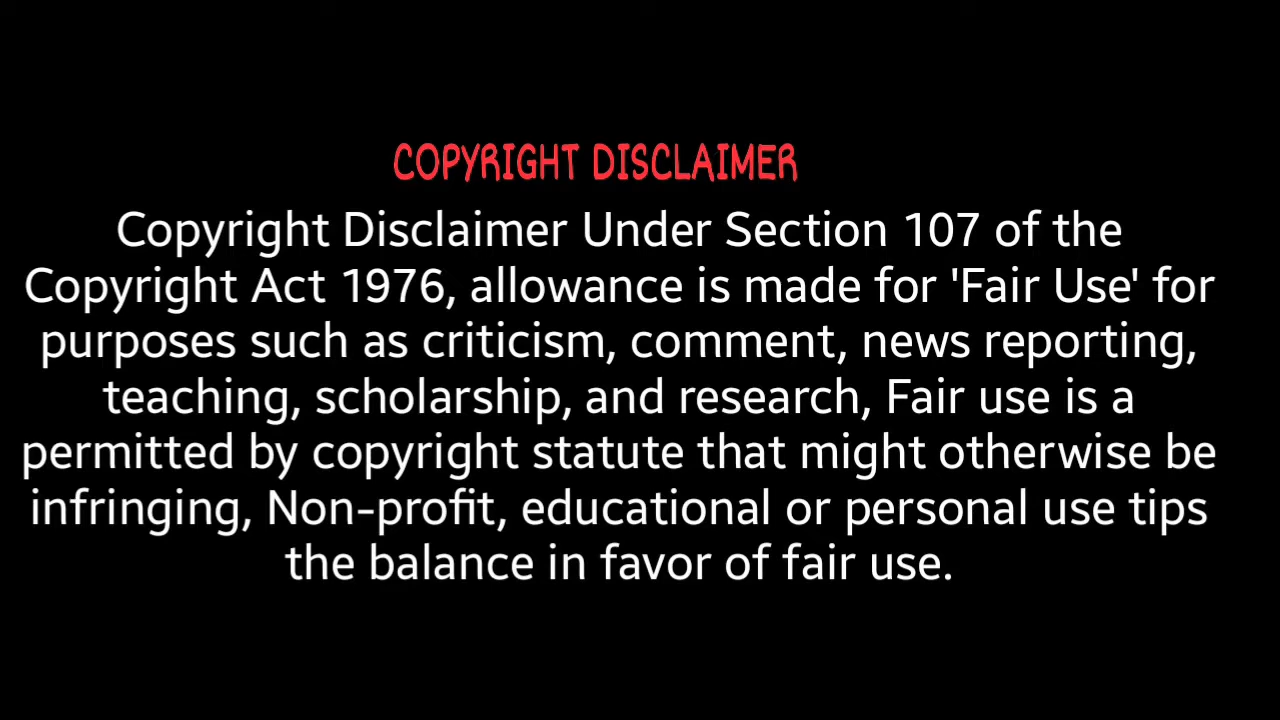 COPYRIGHT DISCLAIMER
Copyright Disclaimer Under Section 107 of the
Copyright Act 1976, allowance is made for 'Fair Use' for
purposes such as criticism, comment, news reporting,
teaching, scholarship, and research, Fair use is a
permitted by copyright statute that might otherwise be
infringing, Non-profit, educational or personal use tips
the balance in favor of fair use.